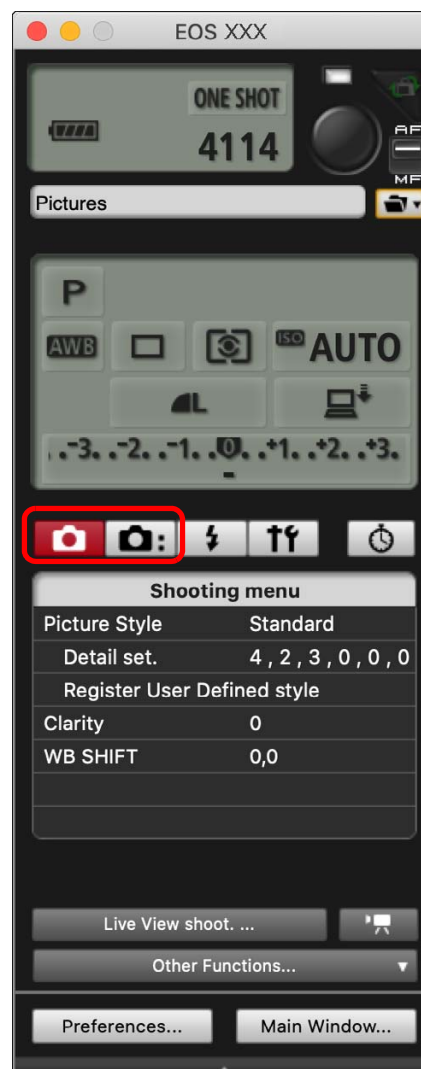 EOS XXX
ONE SHOT
4114
AF
MF
Pictures
P
AWB ISO AUTO
L
. .-3. .-2. .-1. .0. .+1. .+2. .+3.
Shooting menu
Picture Style Standard
Detail set. 4 , 2 , 3 , 0 , 0 , 0
Register User Defined style
Clarity 0
WB SHIFT 0,0
Live View shoot. ...
Other Functions...
Preferences... Main Window...